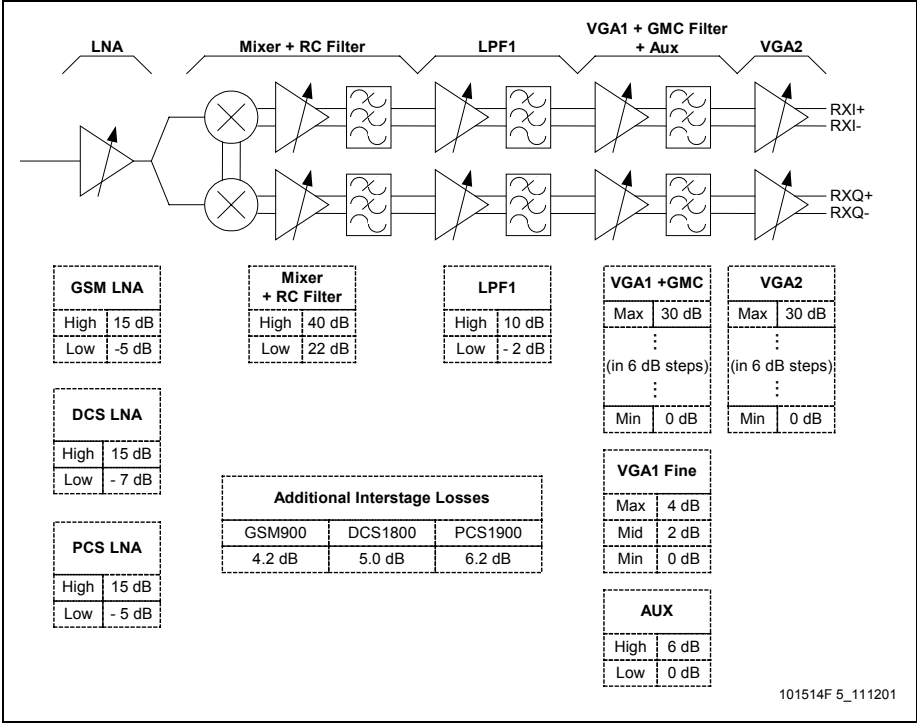 LNA
Mixer + RC Filter
LPF1
VGA1 + GMC Filter
+ Aux
VGA2
RXI+
RXI-
RXQ+
RXQ-
GSM LNA
High 15 dB
Low -5 dB
DCS LNA
High 15 dB
Low - 7 dB
PCS LNA
High 15 dB
Low - 5 dB
Mixer
+ RC Filter
High 40 dB
Low 22 dB
LPF1
High 10 dB
Low - 2 dB
VGA1 +GMC
Max 30 dB
(in 6 dB steps)
Min 0 dB
VGA2
Max 30 dB
(in 6 dB steps)
Min 0 dB
Additional Interstage Losses
GSM900 DCS1800 PCS1900
4.2 dB 5.0 dB 6.2 dB
VGA1 Fine
Max 4 dB
Mid 2 dB
Min 0 dB
AUX
High 6 dB
Low 0 dB
101514F 5_111201